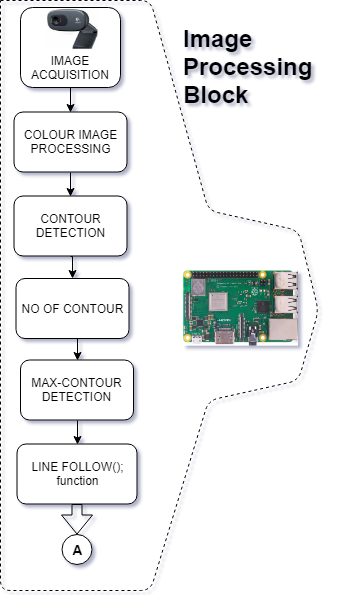 Image
Processing
Block
IMAGE
ACQUISITION
COLOUR IMAGE
PROCESSING
CONTOUR
DETECTION
NO OF CONTOUR
MAX-CONTOUR
DETECTION
LINE FOLLOW();
function
A